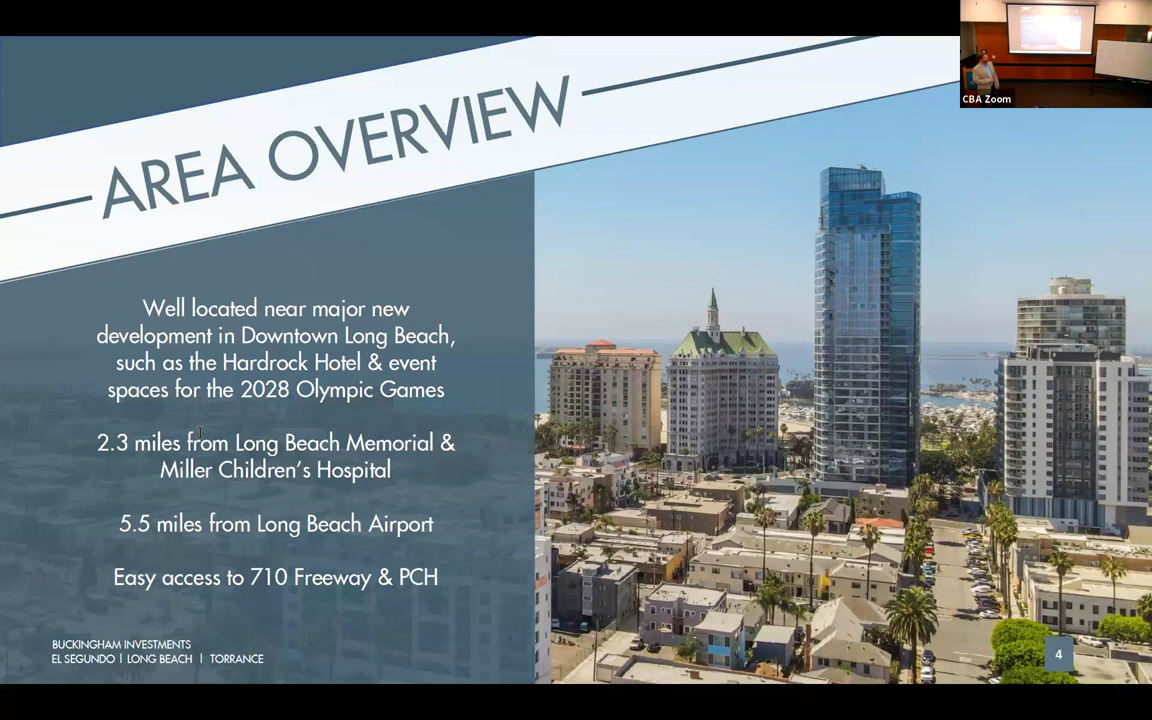 CBA Zoom
AREA OVERVIEW
Well located near major new
development in Downtown Long Beach,
such as the Hardrock Hotel & event
spaces for the 2028 Olympic Games
2.3 miles from Long Beach Memorial &
Miller Children’s Hospital
5.5 miles from Long Beach Airport
Easy access to 710 Freeway & PCH
BUCKINGHAM INVESTMENTS
EL SEGUNDO | LONG BEACH | TORRANCE
4